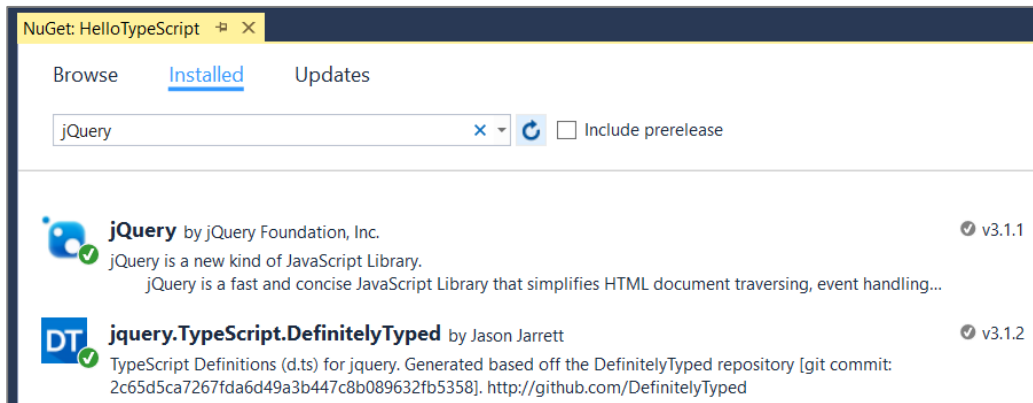 NuGet: HelloTypeScript
Browse Installed Updates
jQuery Include prerelease
jQuery by jQuery Foundation, Inc. v3.1.1
jQuery is a new kind of JavaScript Library.
jQuery is a fast and concise JavaScript Library that simplifies HTML document traversing, event handling...
DT jquery.TypeScript.DefinitelyTyped by Jason Jarrett v3.1.2
TypeScript Definitions (d.ts) for jquery. Generated based off the DefinitelyTyped repository [git commit:
2c65d5ca7267fda6d49a3b447c8b089632fb5358]. http://github.com/DefinitelyTyped